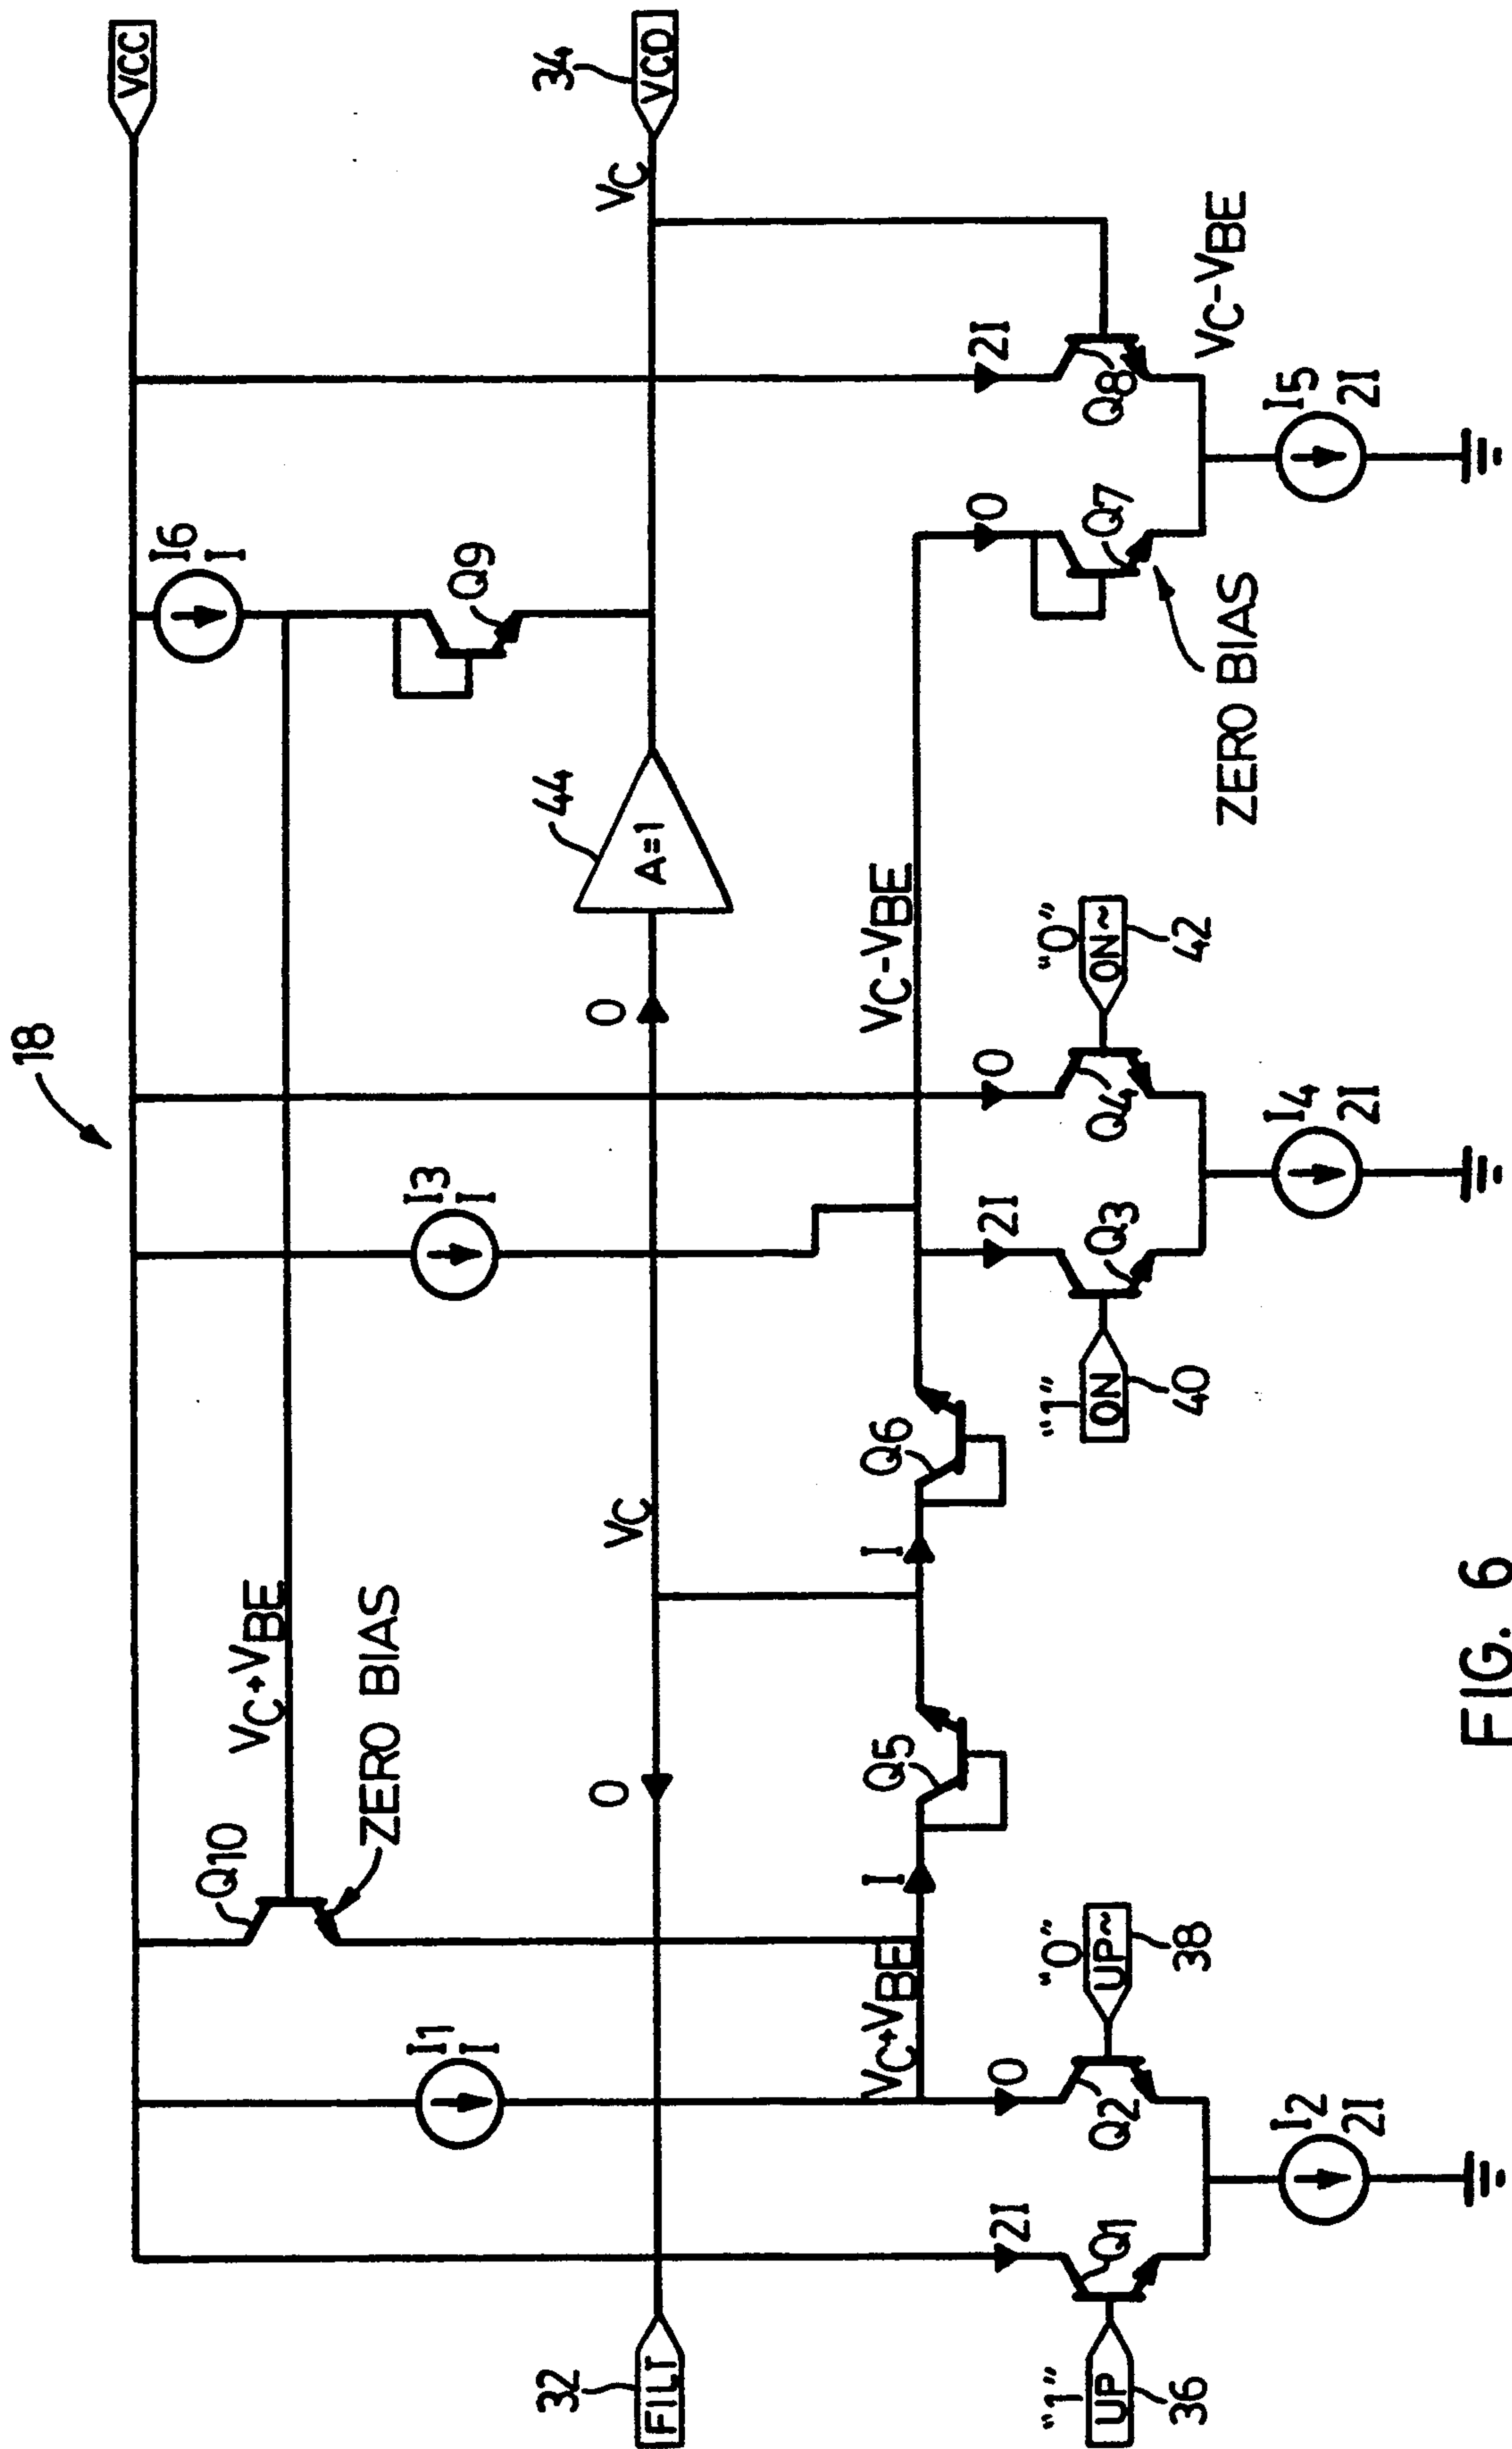 18
VCC
I6
I
VC+VBE
Q10
ZERO BIAS
I1
I
I3
I
Q9
34
VCO
VC
44
A=1
0
VC
0
32
FILT
VC+VBE
I
Q5
I
Q6
VC-VBE
2I
Q1
0
Q2
2I
Q3
0
Q4
0
Q7
2I
Q8
"1"
UP
36
"0"
UP~
38
"1"
ON
40
"0"
ON~
42
ZERO BIAS
VC-VBE
I2
2I
I4
2I
I5
2I
FIG. 6